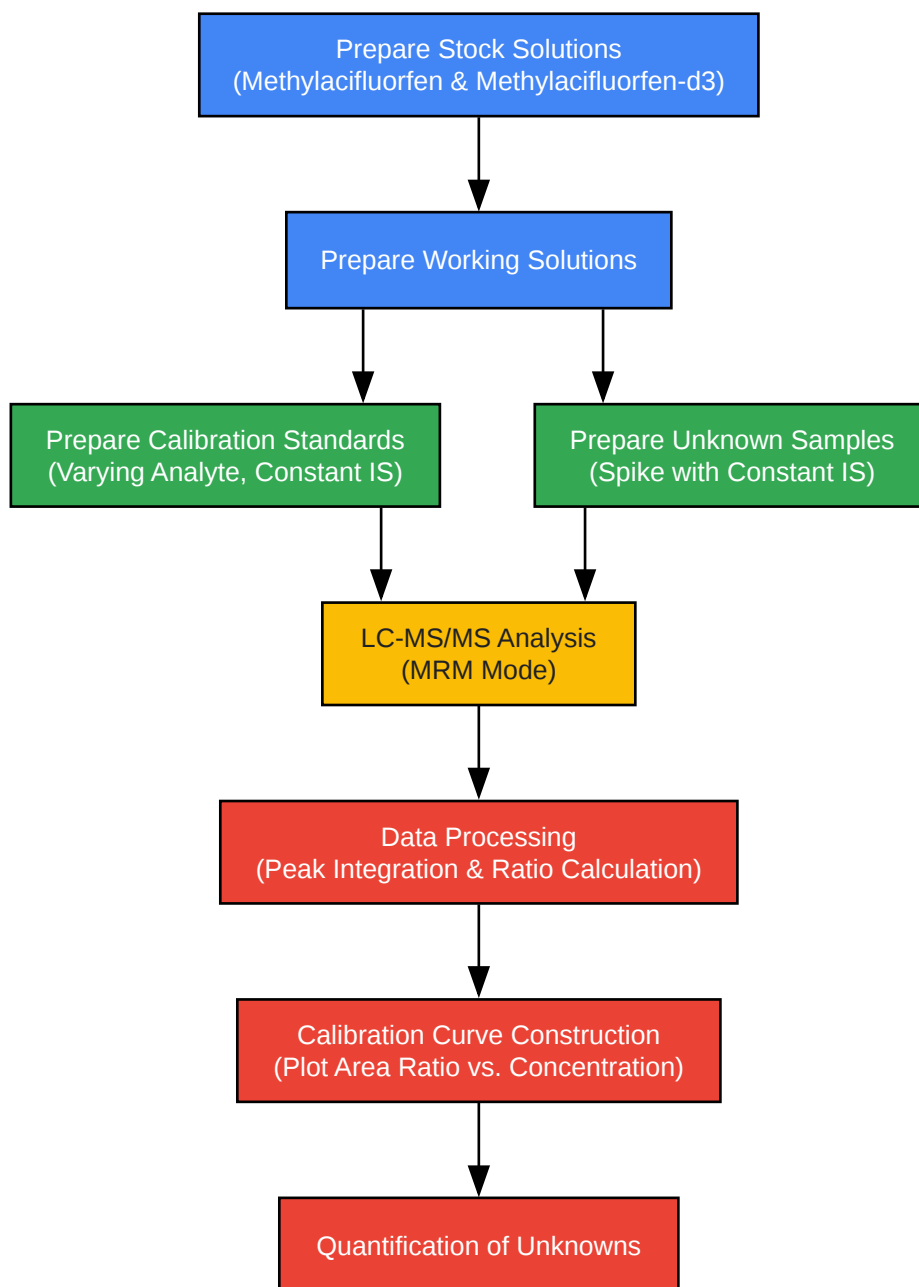 Prepare Stock Solutions
(Methylacifluorfen & Methylacifluorfen-d3)
Prepare Working Solutions
Prepare Calibration Standards
(Varying Analyte, Constant IS)
Prepare Unknown Samples
(Spike with Constant IS)
LC-MS/MS Analysis
(MRM Mode)
Data Processing
(Peak Integration & Ratio Calculation)
Calibration Curve Construction
(Plot Area Ratio vs. Concentration)
Quantification of Unknowns